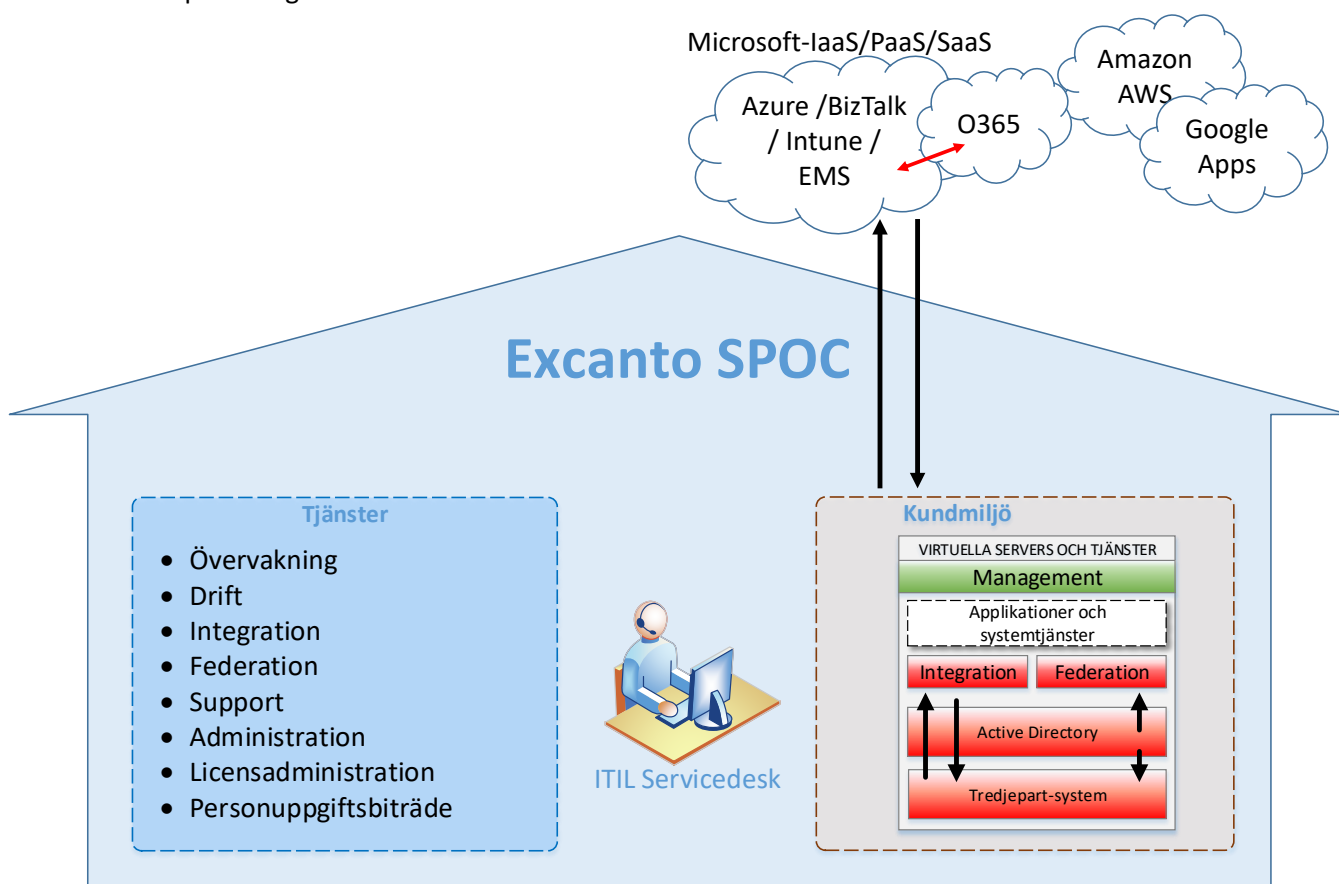 Microsoft-IaaS/PaaS/SaaS
Azure /BizTalk
/ Intune /
EMS
O365
Amazon
AWS
Google
Apps
Excanto SPOC
Tjänster
• Övervakning
• Drift
• Integration
• Federation
• Support
• Administration
• Licensadministration
• Personuppgiftsbiträde
ITIL Servicedesk
Kundmiljö
VIRTUELLA SERVERS OCH TJÄNSTER
Management
Applikationer och
systemtjänster
Integration
Federation
Active Directory
Tredjepart-system